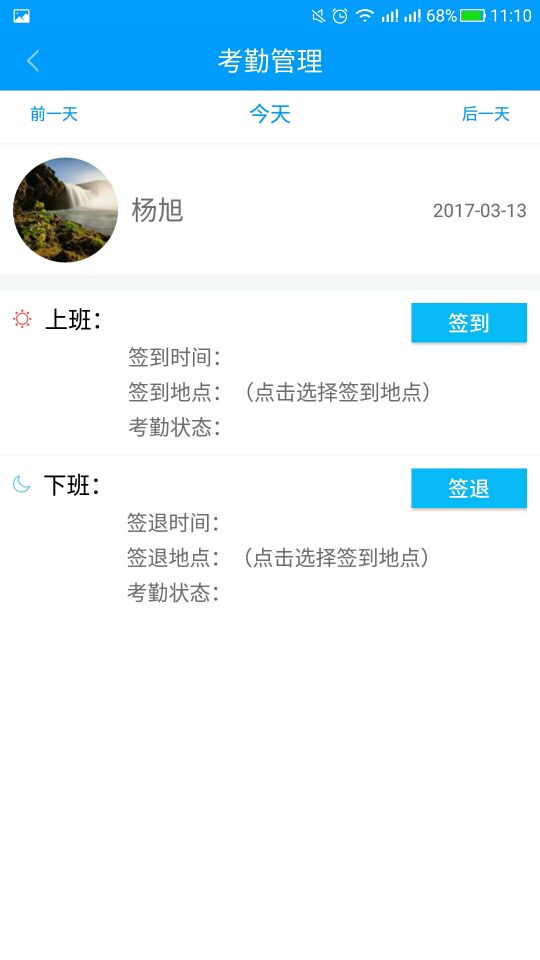 68% 11:10
考勤管理
前一天 今天 后一天
杨旭 2017-03-13
上班： 签到
签到时间：
签到地点：（点击选择签到地点）
考勤状态：
下班： 签退
签退时间：
签退地点：（点击选择签到地点）
考勤状态：